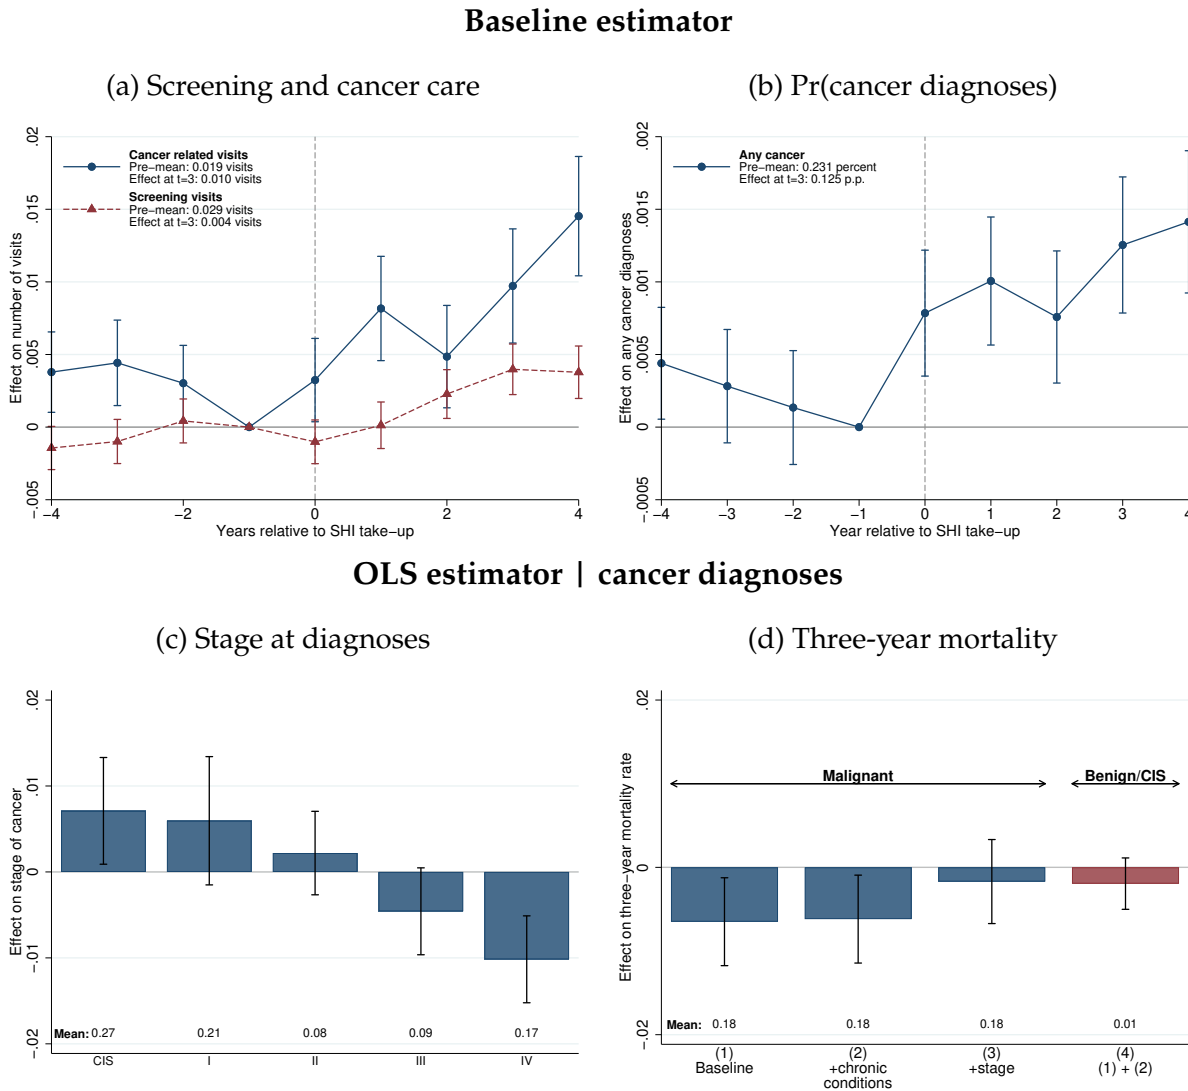 Baseline estimator
(a) Screening and cancer care
Effect on number of visits
.02
.015
.01
.005
0
-.005
Cancer related visits
Pre-mean: 0.019 visits
Effect at t=3: 0.010 visits
Screening visits
Pre-mean: 0.029 visits
Effect at t=3: 0.004 visits
−4
−2
0
2
4
Years relative to SHI take−up
(b) Pr(cancer diagnoses)
Effect on any cancer diagnoses
.002
.0015
.001
.0005
0
-.0005
Any cancer
Pre-mean: 0.231 percent
Effect at t=3: 0.125 p.p.
−4
−3
−2
−1
0
1
2
3
4
Year relative to SHI take−up
OLS estimator | cancer diagnoses
(c) Stage at diagnoses
Effect on stage of cancer
.02
.01
0
−.01
−.02
Mean: 0.27 0.21 0.08 0.09 0.17
CIS I II III IV
(d) Three-year mortality
Effect on three−year mortality rate
.02
0
−.02
Malignant
Benign/CIS
Mean: 0.18 0.18 0.18 0.01
(1) (2) (3) (4)
Baseline +chronic +stage (1) + (2)
conditions